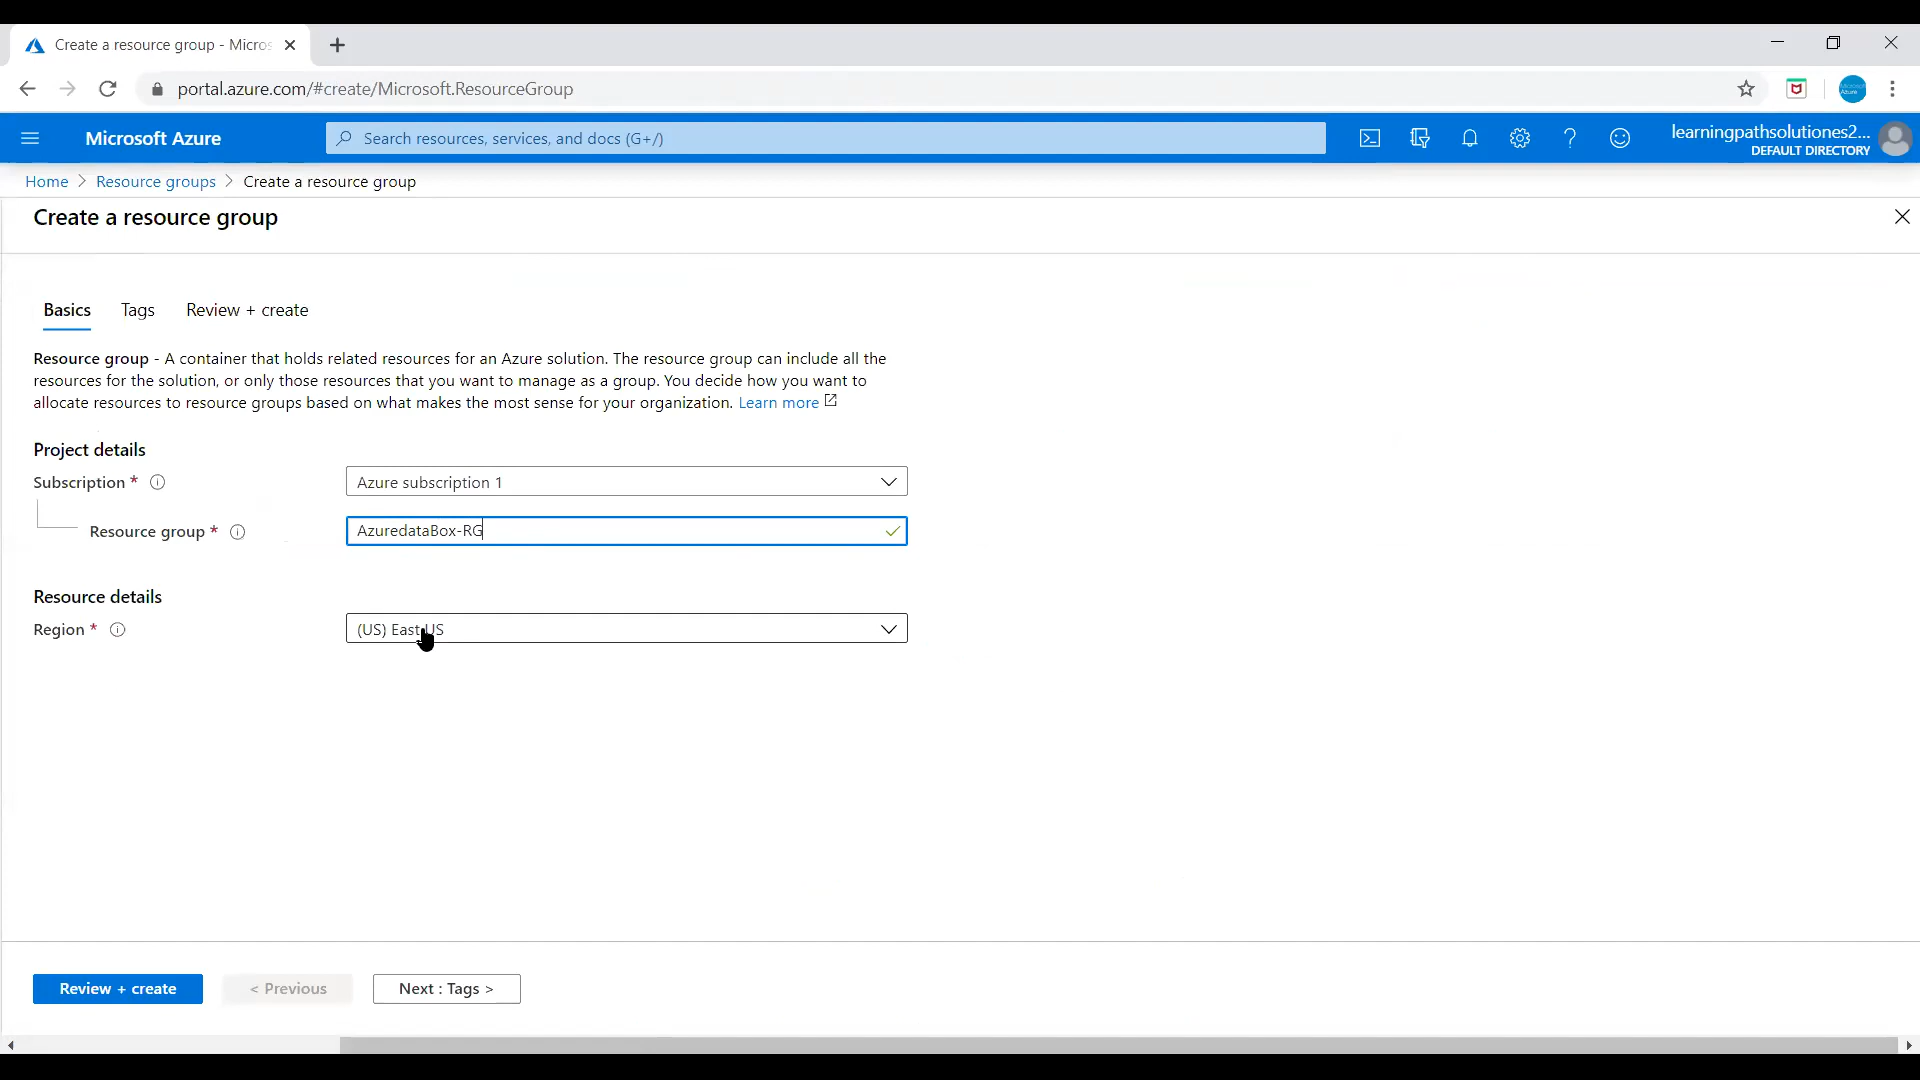 Create a resource group - Micros
portal.azure.com/#create/Microsoft.ResourceGroup
Microsoft Azure
Search resources, services, and docs (G+/)
learningpathsolutiones2...
DEFAULT DIRECTORY
Home > Resource groups > Create a resource group
Create a resource group
Basics Tags Review + create
Resource group - A container that holds related resources for an Azure solution. The resource group can include all the
resources for the solution, or only those resources that you want to manage as a group. You decide how you want to
allocate resources to resource groups based on what makes the most sense for your organization. Learn more
Project details
Subscription * Azure subscription 1
Resource group * AzuredataBox-RG
Resource details
Region * (US) East US
Review + create < Previous Next : Tags >